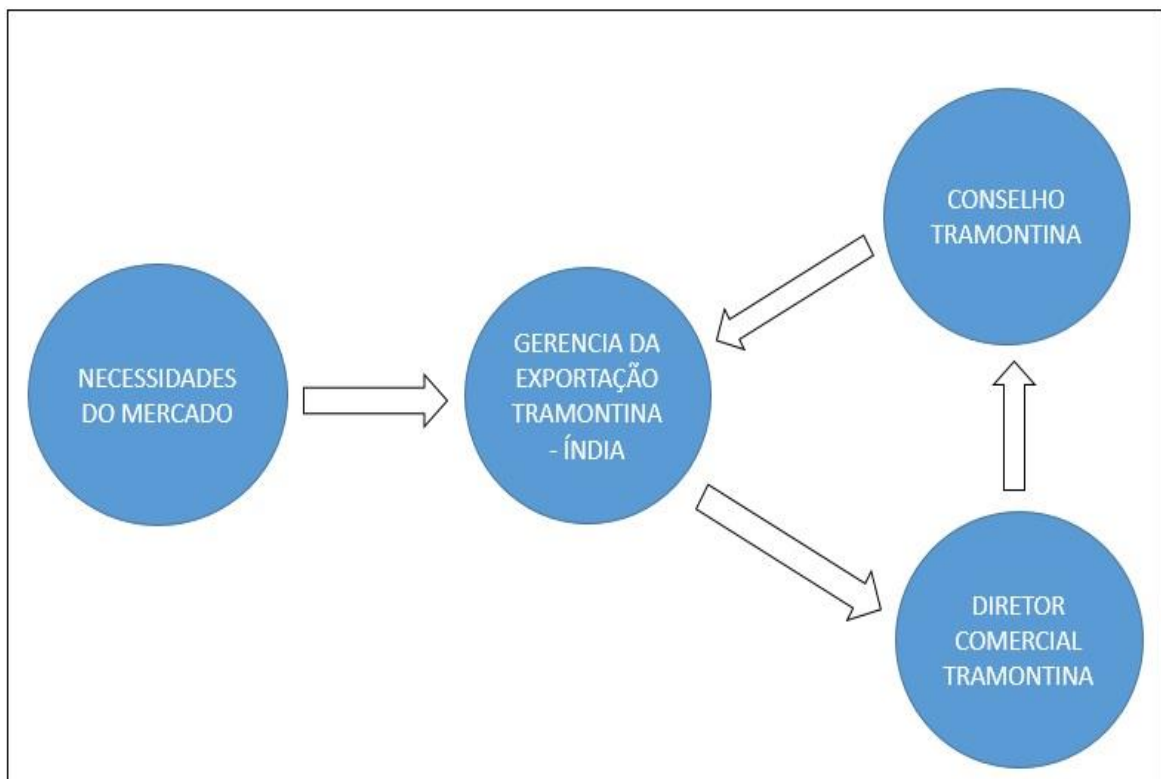 NECESSIDADES
DO MERCADO
GERENCIA DA
EXPORTAÇÃO
TRAMONTINA
- ÍNDIA
CONSELHO
TRAMONTINA
DIRETOR
COMERCIAL
TRAMONTINA